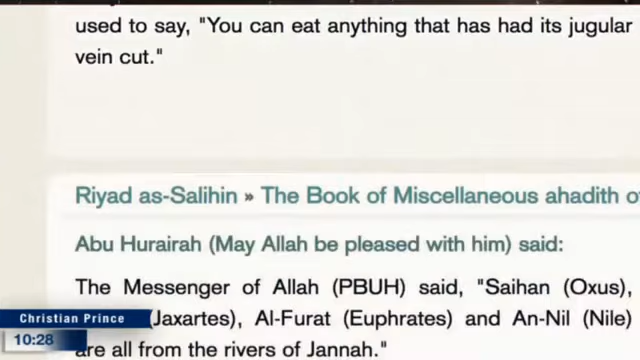 used to say, "You can eat anything that has had its jugular
vein cut."
Riyad as-Salihin » The Book of Miscellaneous ahadith o
Abu Hurairah (May Allah be pleased with him) said:
The Messenger of Allah (PBUH) said, "Saihan (Oxus),
(Jaxartes), Al-Furat (Euphrates) and An-Nil (Nile)
are all from the rivers of Jannah."
Christian Prince
10:28